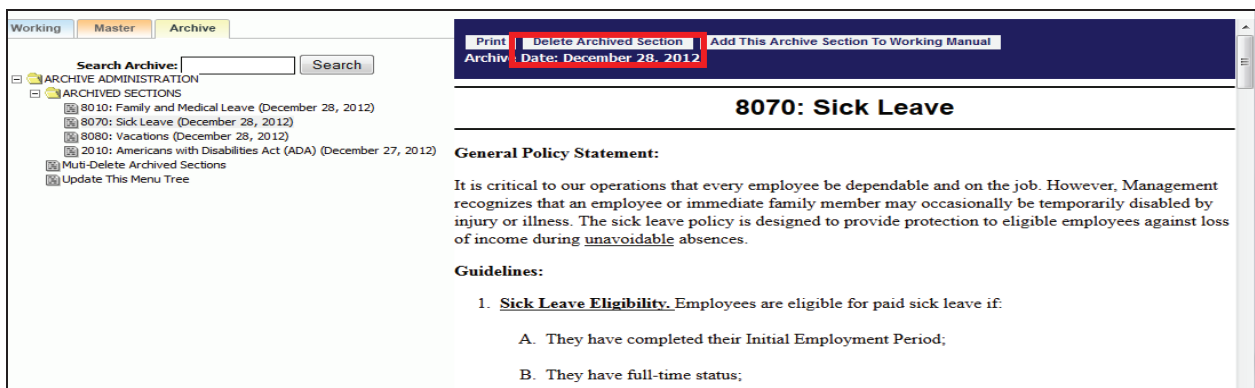 Working Master Archive
Search Archive: Search
ARCHIVE ADMINISTRATION
ARCHIVED SECTIONS
8010: Family and Medical Leave (December 28, 2012)
8070: Sick Leave (December 28, 2012)
8080: Vacations (December 28, 2012)
2010: Americans with Disabilities Act (ADA) (December 27, 2012)
Muti-Delete Archived Sections
Update This Menu Tree
Print Delete Archived Section Add This Archive Section To Working Manual
Archive Date: December 28, 2012
8070: Sick Leave
General Policy Statement:
It is critical to our operations that every employee be dependable and on the job. However, Management
recognizes that an employee or immediate family member may occasionally be temporarily disabled by
injury or illness. The sick leave policy is designed to provide protection to eligible employees against loss
of income during unavoidable absences.
Guidelines:
1. Sick Leave Eligibility. Employees are eligible for paid sick leave if:
A. They have completed their Initial Employment Period;
B. They have full-time status;